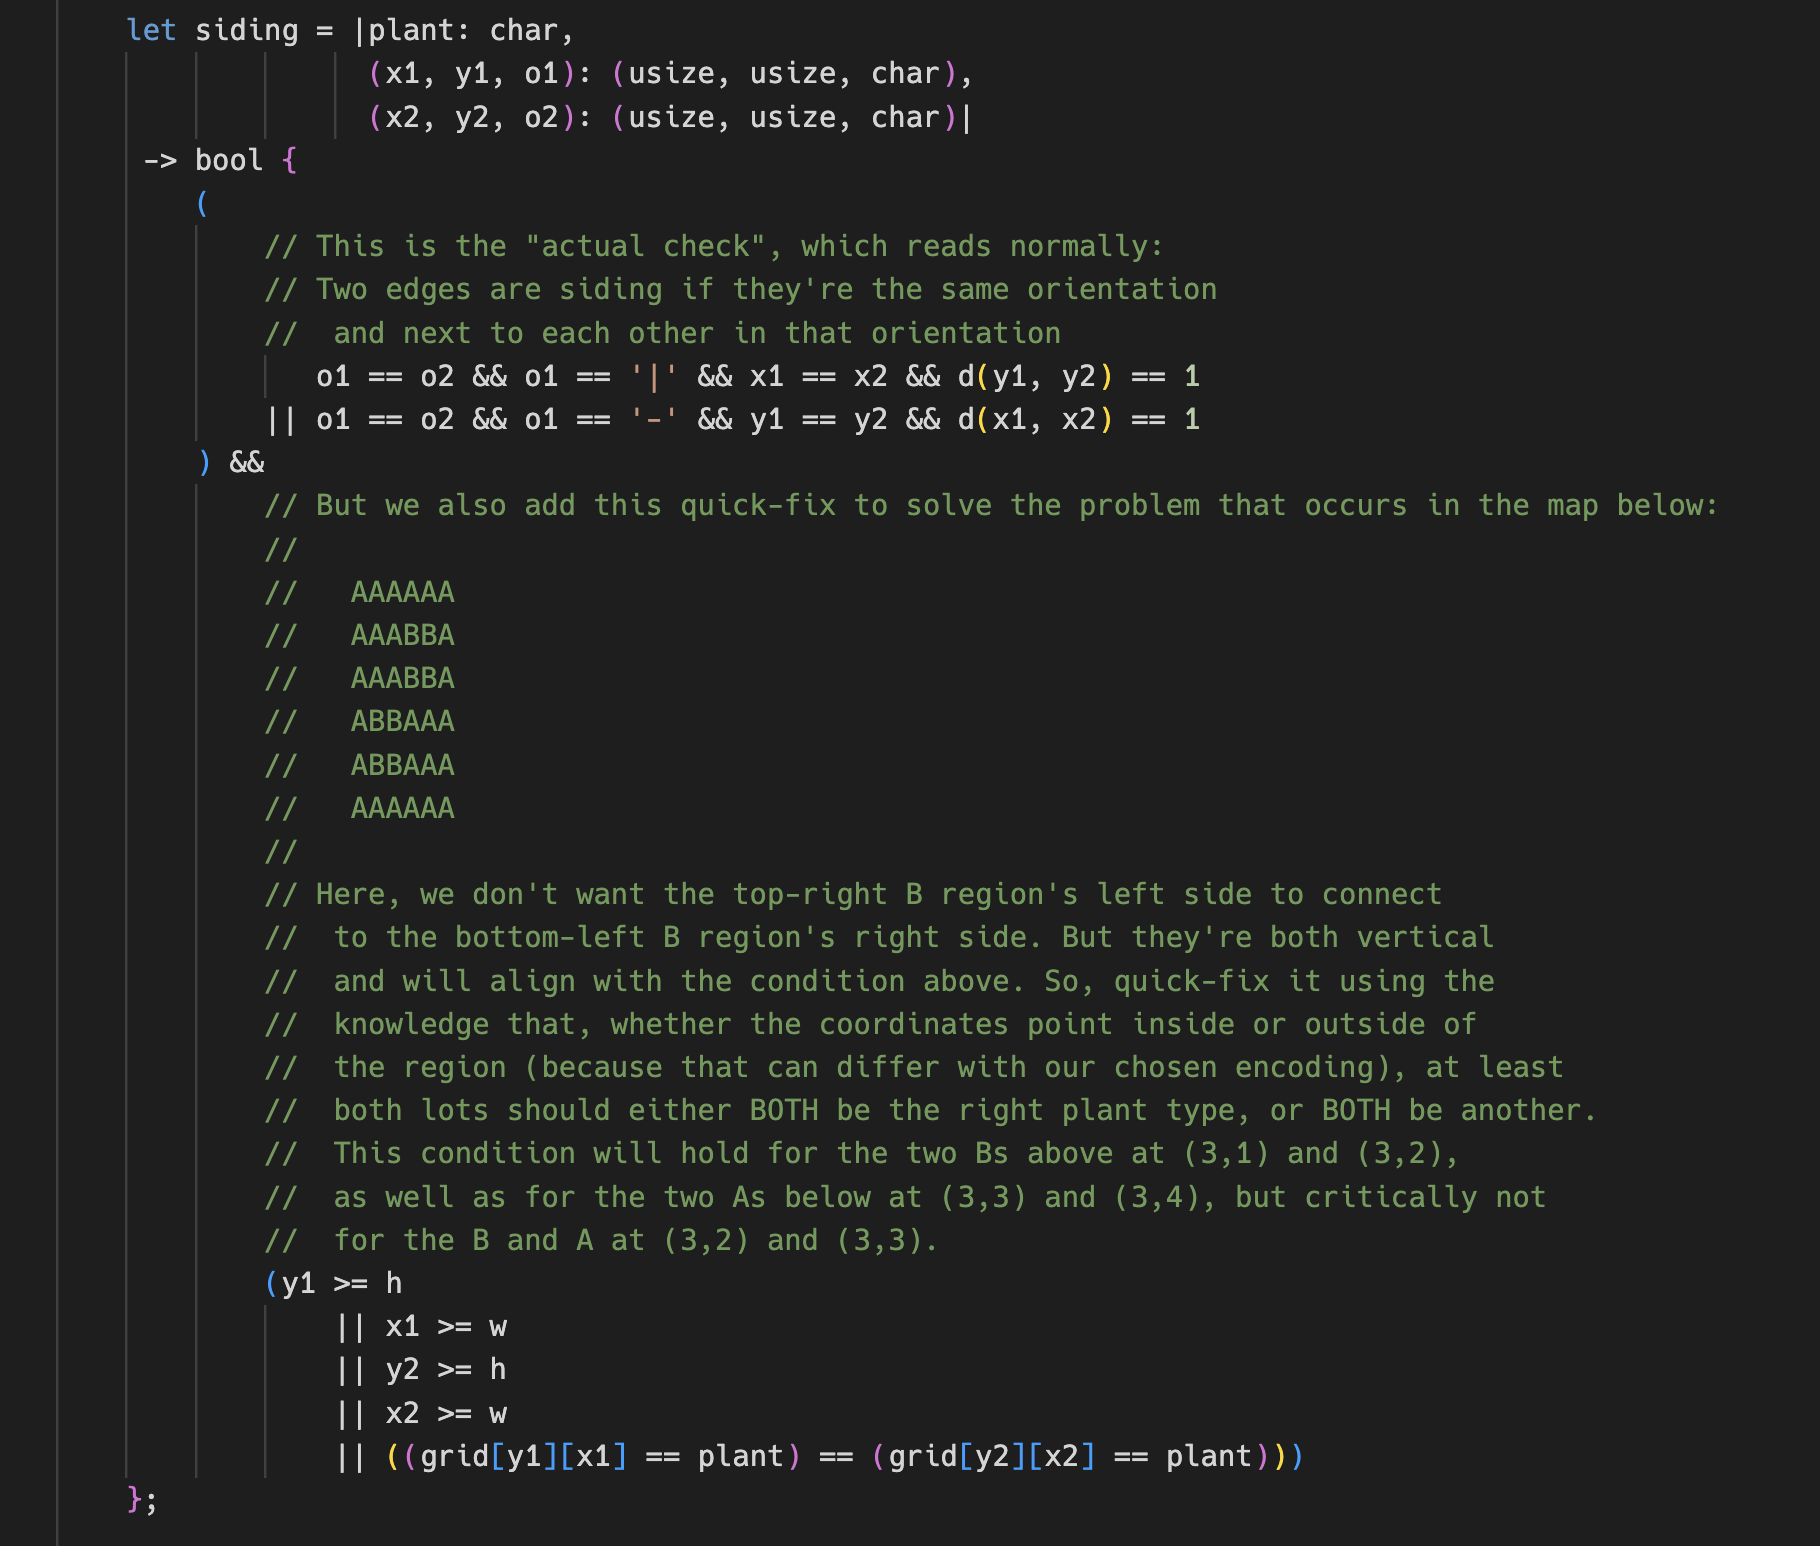 let siding = |plant: char,
              (x1, y1, o1): (usize, usize, char),
              (x2, y2, o2): (usize, usize, char)|
 -> bool {
    (
        // This is the "actual check", which reads normally:
        // Two edges are siding if they're the same orientation
        //  and next to each other in that orientation
           o1 == o2 && o1 == '|' && x1 == x2 && d(y1, y2) == 1
        || o1 == o2 && o1 == '-' && y1 == y2 && d(x1, x2) == 1
    ) &&
        // But we also add this quick-fix to solve the problem that occurs in the map below:
        //
        //   AAAAAA
        //   AAABBA
        //   AAABBA
        //   ABBAAA
        //   ABBAAA
        //   AAAAAA
        //
        // Here, we don't want the top-right B region's left side to connect
        //  to the bottom-left B region's right side. But they're both vertical
        //  and will align with the condition above. So, quick-fix it using the
        //  knowledge that, whether the coordinates point inside or outside of
        //  the region (because that can differ with our chosen encoding), at least
        //  both lots should either BOTH be the right plant type, or BOTH be another.
        //  This condition will hold for the two Bs above at (3,1) and (3,2),
        //  as well as for the two As below at (3,3) and (3,4), but critically not
        //  for the B and A at (3,2) and (3,3).
        (y1 >= h
            || x1 >= w
            || y2 >= h
            || x2 >= w
            || ((grid[y1][x1] == plant) == (grid[y2][x2] == plant)))
};